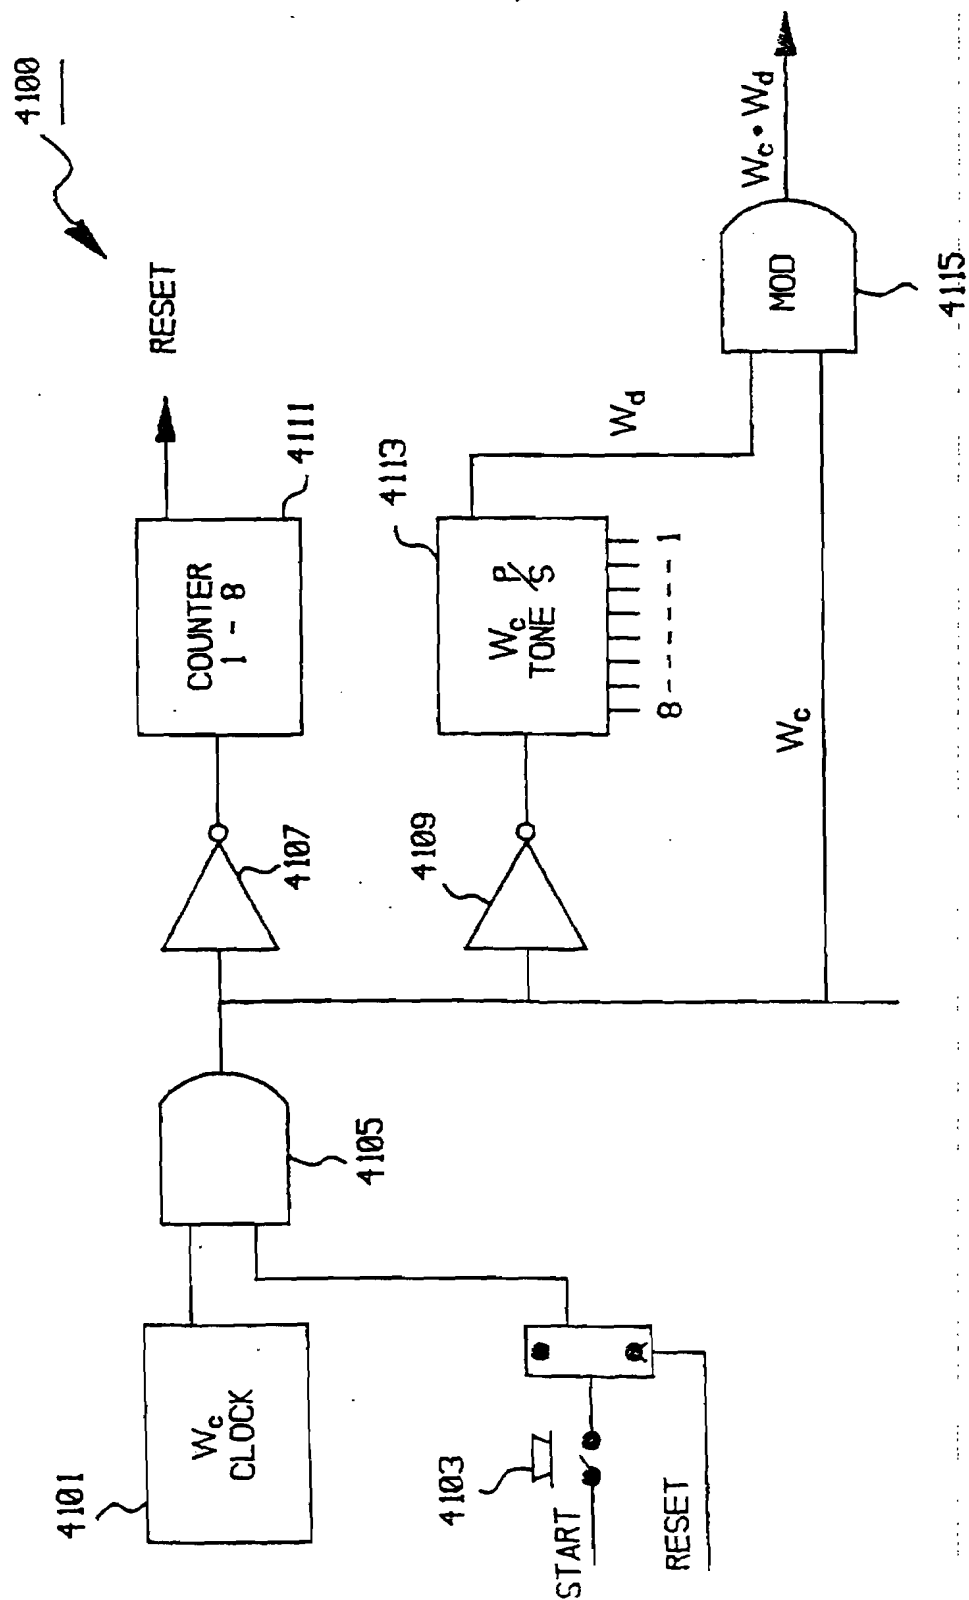 4100
RESET
COUNTER
1 - 8
4111
4113
Wc P/S
TONE
8-------1
Wd
Wc
MOD
Wc • Wd
4115
4107
4109
4105
Wc
CLOCK
4101
4103
START
RESET